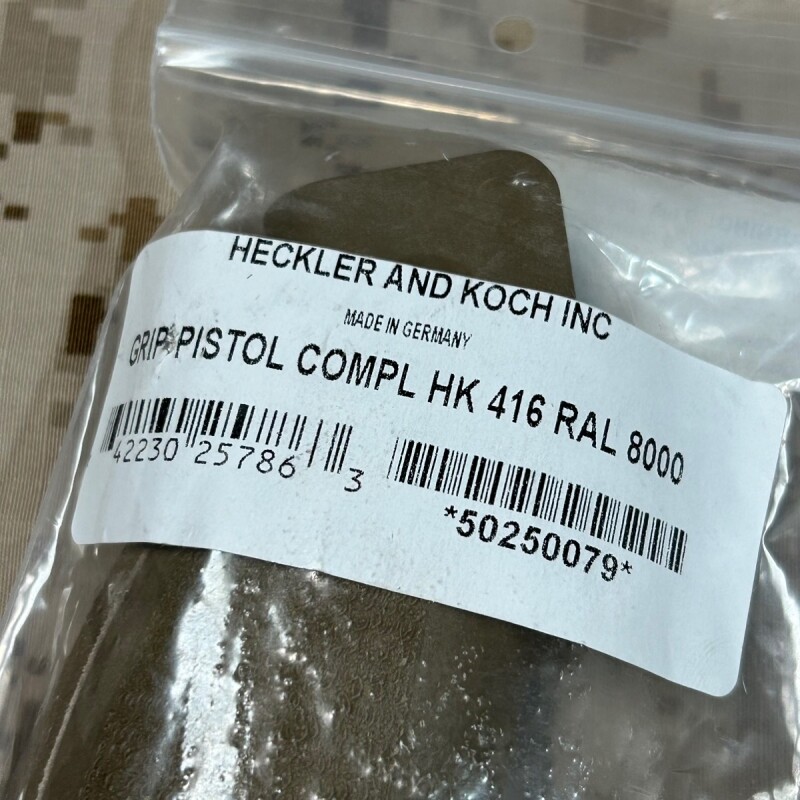 HECKLER AND KOCH INC
MADE IN GERMANY
GRIP PISTOL COMPL HK 416 RAL 8000
42230 25786 3
*50250079*